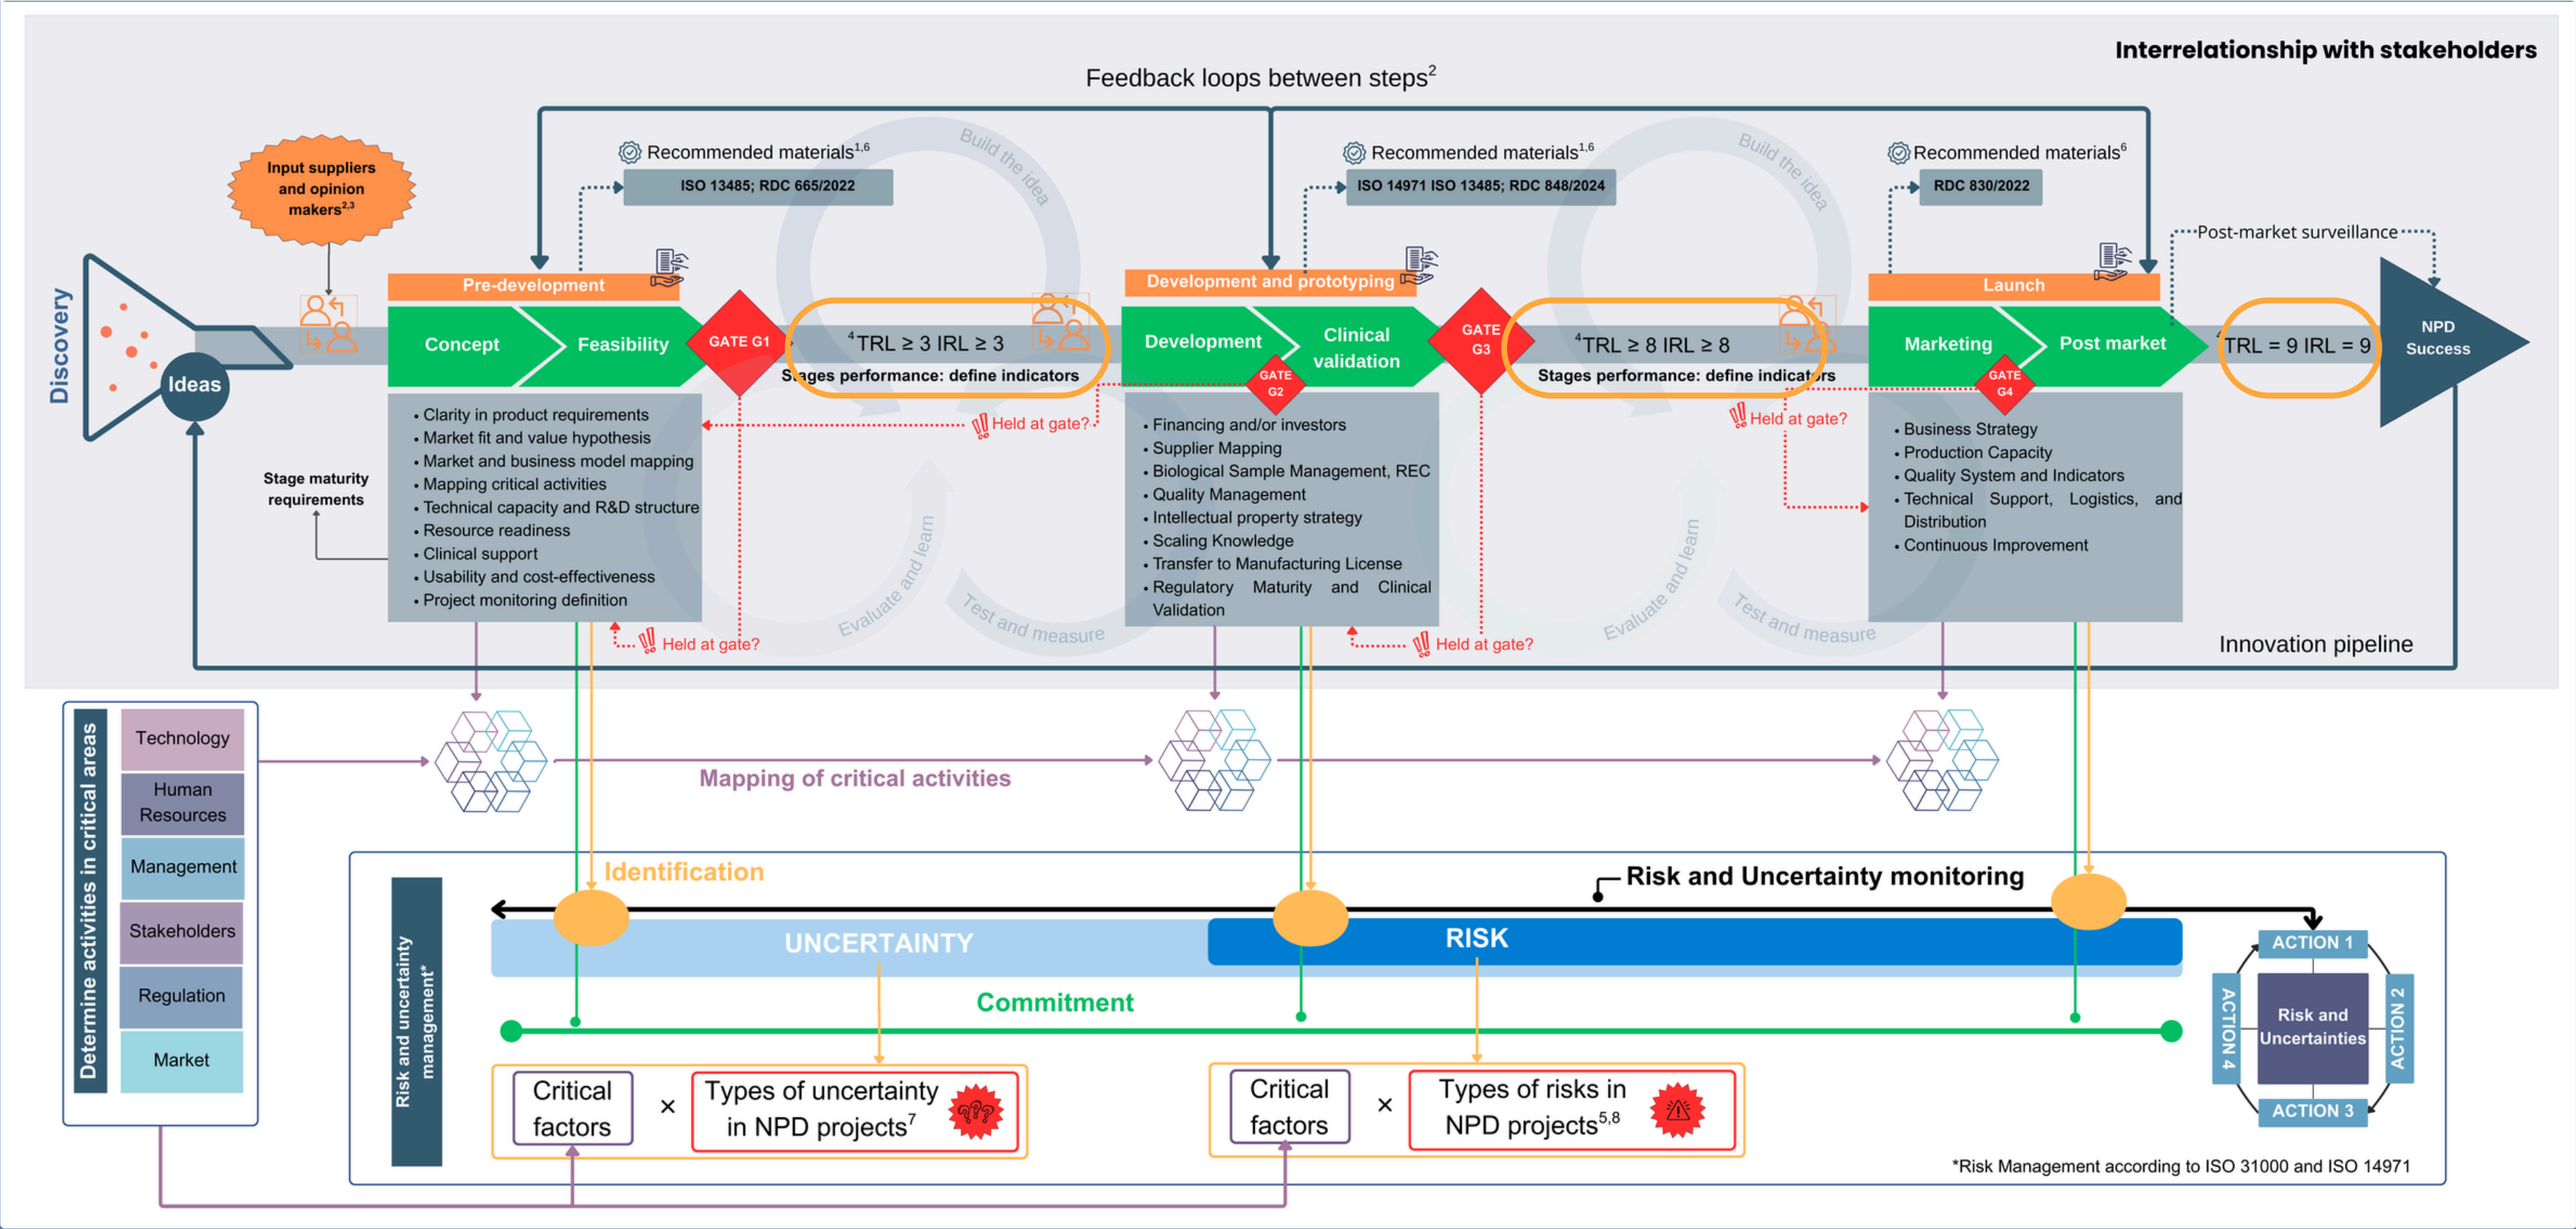 Interrelationship with stakeholders
Feedback loops between steps2
Input suppliers
and opinion
makers2,3
Recommended materials1,6
ISO 13485; RDC 665/2022
Build the idea
Recommended materials1,6
ISO 14971 ISO 13485; RDC 848/2024
Build the idea
Recommended materials6
RDC 830/2022
Post-market surveillance
Discovery
Ideas
Pre-development
Concept
Feasibility
GATE G1
4TRL ≥ 3 IRL ≥ 3
Stages performance: define indicators
Development and prototyping
Development
Clinical
validation
GATE
G2
GATE
G3
4TRL ≥ 8 IRL ≥ 8
Stages performance: define indicators
Launch
Marketing
Post market
GATE
G4
4TRL = 9 IRL = 9
NPD
Success
Stage maturity
requirements
• Clarity in product requirements
• Market fit and value hypothesis
• Market and business model mapping
• Mapping critical activities
• Technical capacity and R&D structure
• Resource readiness
• Clinical support
• Usability and cost-effectiveness
• Project monitoring definition
!! Held at gate?
!! Held at gate?
Evaluate and learn
Test and measure
• Financing and/or investors
• Supplier Mapping
• Biological Sample Management, REC
• Quality Management
• Intellectual property strategy
• Scaling Knowledge
• Transfer to Manufacturing License
• Regulatory Maturity and Clinical
Validation
!! Held at gate?
!! Held at gate?
Evaluate and learn
Test and measure
• Business Strategy
• Production Capacity
• Quality System and Indicators
• Technical Support, Logistics, and
Distribution
• Continuous Improvement
Innovation pipeline
Determine activities in critical areas
Technology
Human
Resources
Management
Stakeholders
Regulation
Market
Mapping of critical activities
Risk and uncertainty
management*
Identification
Risk and Uncertainty monitoring
UNCERTAINTY
RISK
Commitment
Critical
factors
×
Types of uncertainty
in NPD projects7
???
Critical
factors
×
Types of risks in
NPD projects5,8
ACTION 1
ACTION 2
ACTION 3
ACTION 4
Risk and
Uncertainties
*Risk Management according to ISO 31000 and ISO 14971